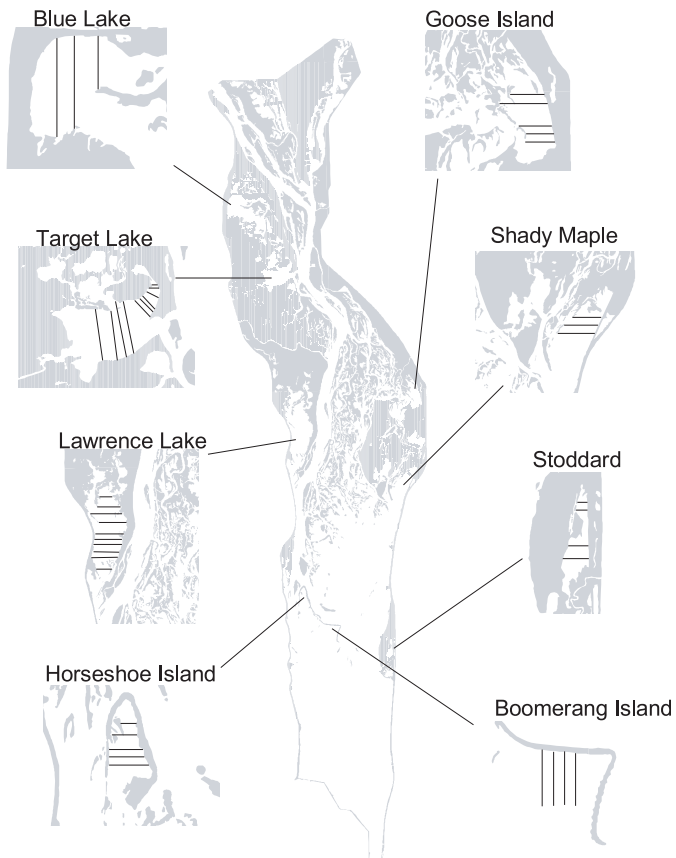 Blue Lake
Goose Island
Target Lake
Shady Maple
Lawrence Lake
Stoddard
Horseshoe Island
Boomerang Island